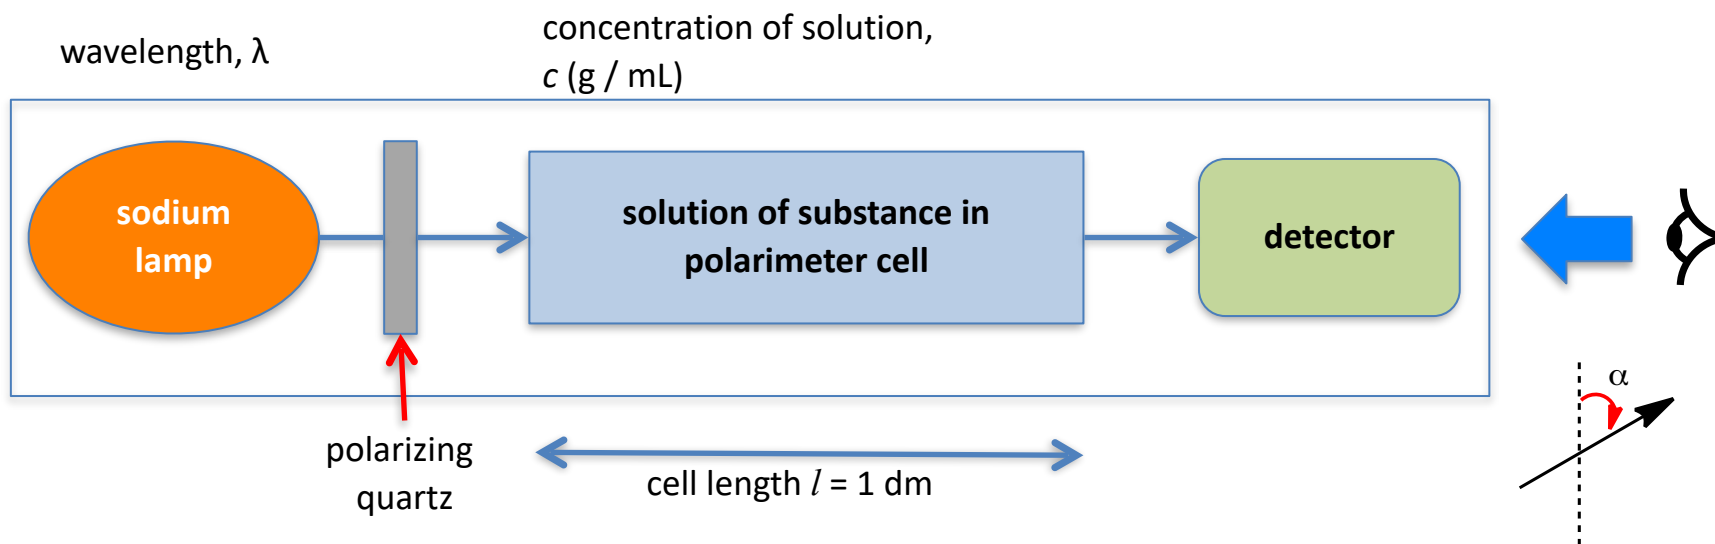 wavelength, λ
concentration of solution,
c (g / mL)
sodium
lamp
solution of substance in
polarimeter cell
detector
α
polarizing
quartz
cell length l = 1 dm